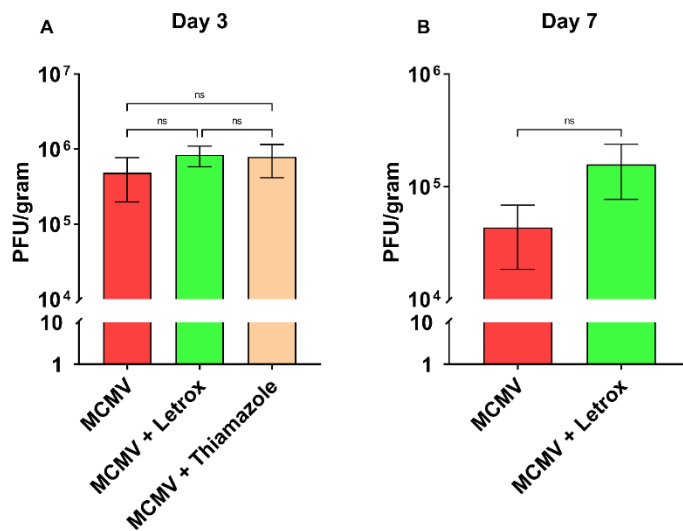 A
Day 3
PFU/gram
10⁷
10⁶
10⁵
10⁴
10
1
ns
ns
ns
MCMV
MCMV + Letrox
MCMV + Thiamazole
B
Day 7
PFU/gram
10⁶
10⁵
10⁴
10
1
ns
MCMV
MCMV + Letrox